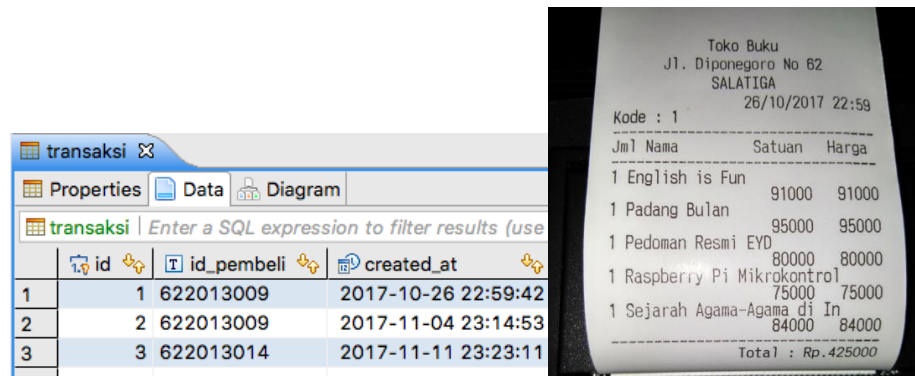 transaksi
Properties Data Diagram
transaksi Enter a SQL expression to filter results (use
id id_pembeli created_at
1 1 622013009 2017-10-26 22:59:42
2 2 622013009 2017-11-04 23:14:53
3 3 622013014 2017-11-11 23:23:11
Toko Buku
Jl. Diponegoro No 62
SALATIGA
26/10/2017 22:59
Kode : 1
Jml Nama Satuan Harga
1 English is Fun
91000 91000
1 Padang Bulan
95000 95000
1 Pedoman Resmi EYD
80000 80000
1 Raspberry Pi Mikrokontrol
75000 75000
1 Sejarah Agama-Agama di In
84000 84000
Total : Rp.425000